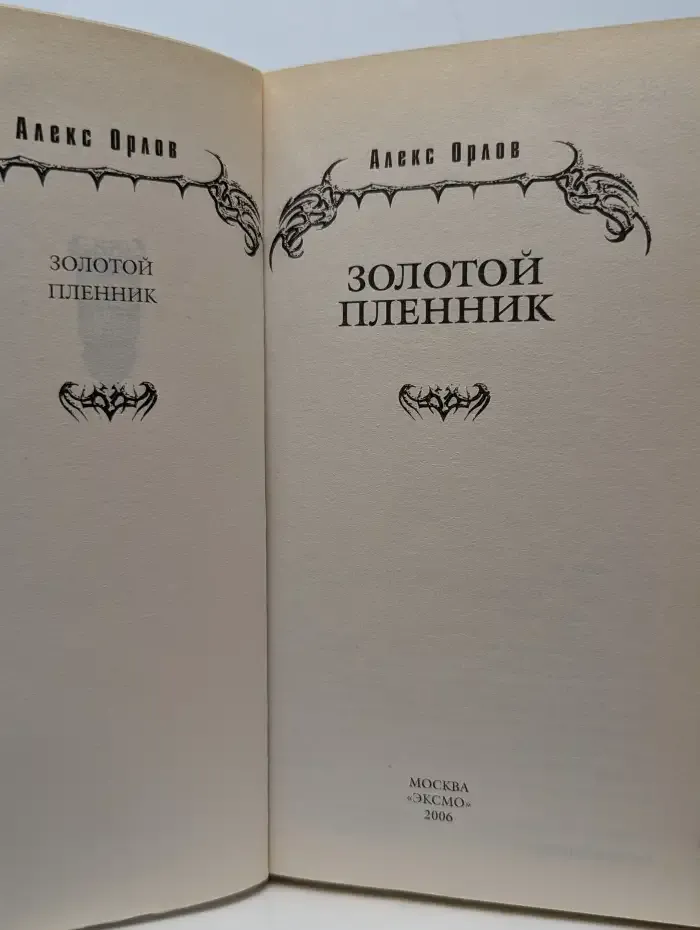 Алекс Орлов
ЗОЛОТОЙ
ПЛЕННИК
Алекс Орлов
ЗОЛОТОЙ
ПЛЕННИК
МОСКВА
«ЭКСМО»
2006